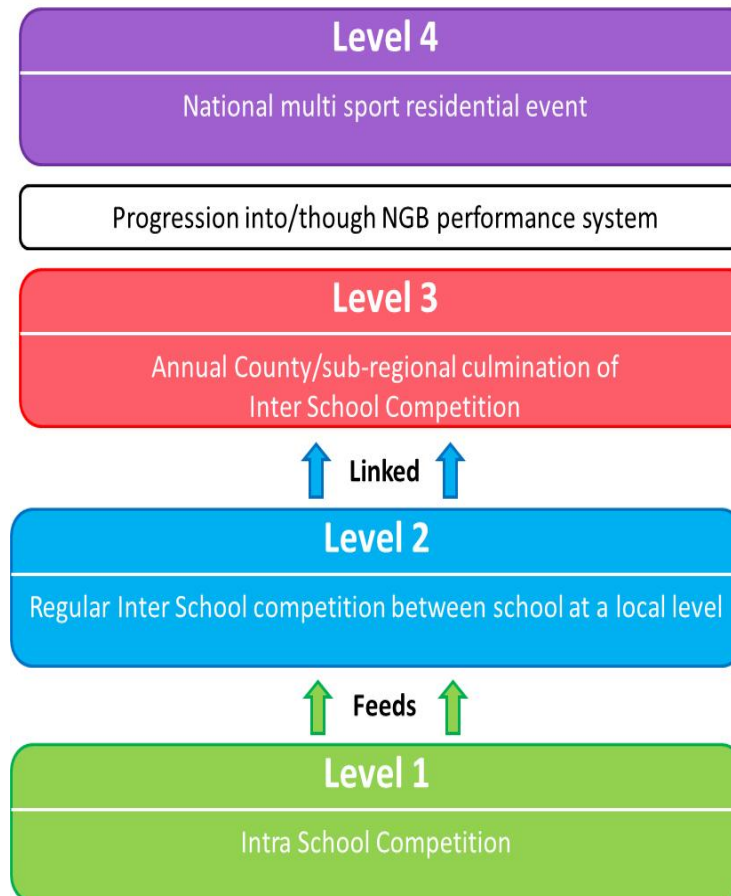 Level 4
National multi sport residential event
Progression into/though NGB performance system
Level 3
Annual County/sub-regional culmination of
Inter School Competition
Linked
Level 2
Regular Inter School competition between school at a local level
Feeds
Level 1
Intra School Competition